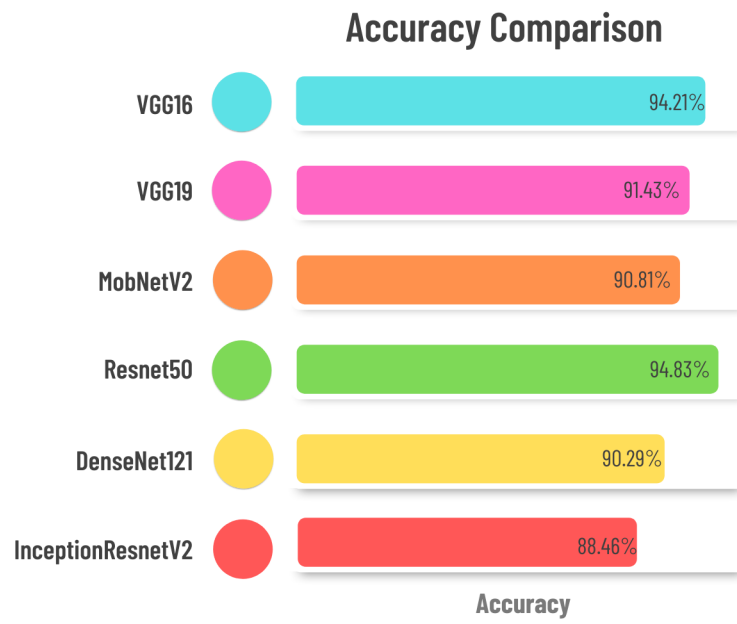 Accuracy Comparison
VGG16
94.21%
VGG19
91.43%
MobNetV2
90.81%
Resnet50
94.83%
DenseNet121
90.29%
InceptionResnetV2
88.46%
Accuracy